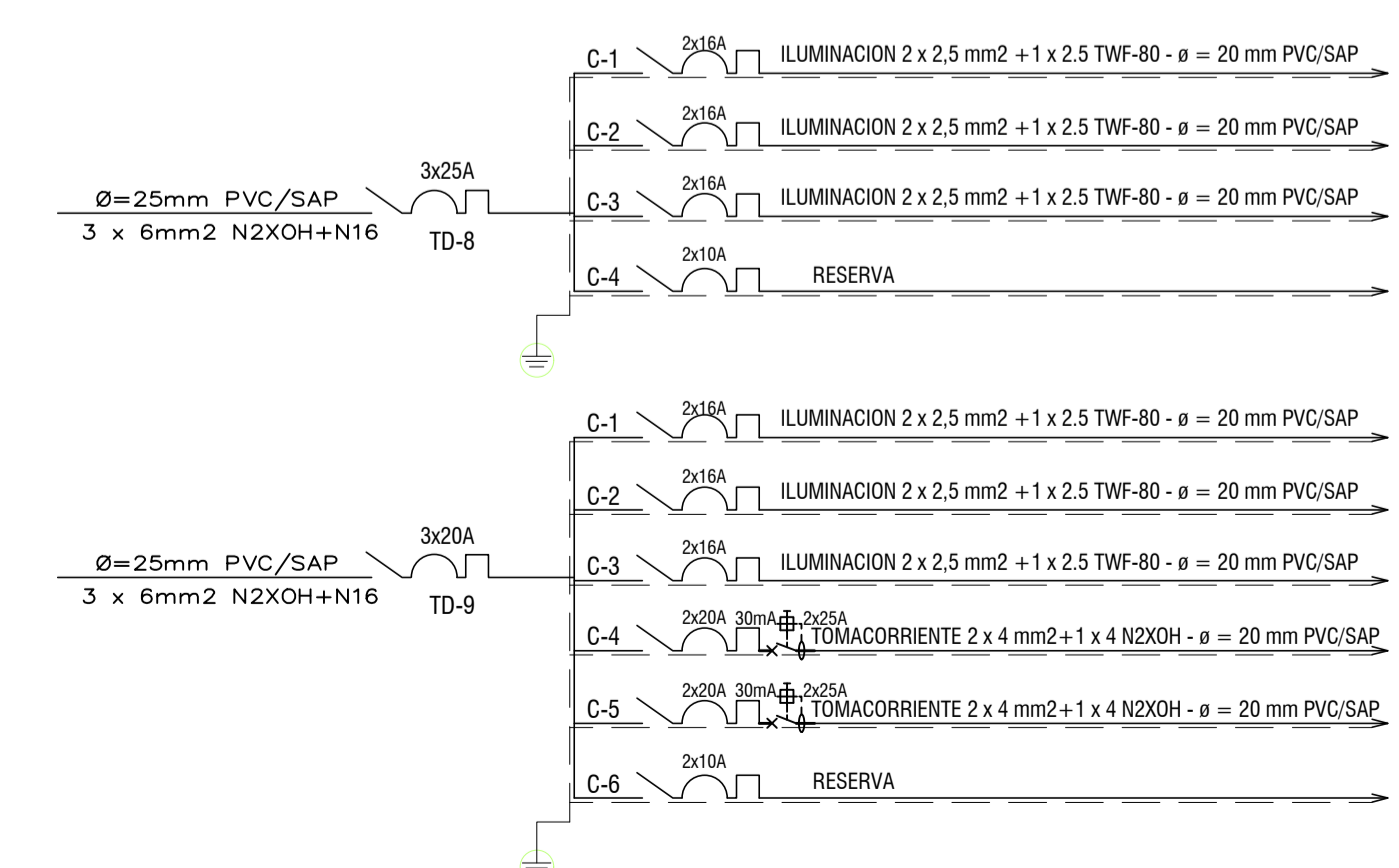 C-1 2x16A ILUMINACION 2 x 2,5 mm2 +1 x 2.5 TWF-80 - ø = 20 mm PVC/SAP
C-2 2x16A ILUMINACION 2 x 2,5 mm2 +1 x 2.5 TWF-80 - ø = 20 mm PVC/SAP
3x25A
Ø=25mm PVC/SAP
3 x 6mm2 N2XOH+N16
TD-8
C-3 2x16A ILUMINACION 2 x 2,5 mm2 +1 x 2.5 TWF-80 - ø = 20 mm PVC/SAP
C-4 2x10A RESERVA
C-1 2x16A ILUMINACION 2 x 2,5 mm2 +1 x 2.5 TWF-80 - ø = 20 mm PVC/SAP
C-2 2x16A ILUMINACION 2 x 2,5 mm2 +1 x 2.5 TWF-80 - ø = 20 mm PVC/SAP
3x20A
Ø=25mm PVC/SAP
3 x 6mm2 N2XOH+N16
TD-9
C-3 2x16A ILUMINACION 2 x 2,5 mm2 +1 x 2.5 TWF-80 - ø = 20 mm PVC/SAP
C-4 2x20A 30mA 2x25A TOMACORRIENTE 2 x 4 mm2+1 x 4 N2XOH - ø = 20 mm PVC/SAP
C-5 2x20A 30mA 2x25A TOMACORRIENTE 2 x 4 mm2+1 x 4 N2XOH - ø = 20 mm PVC/SAP
C-6 2x10A RESERVA